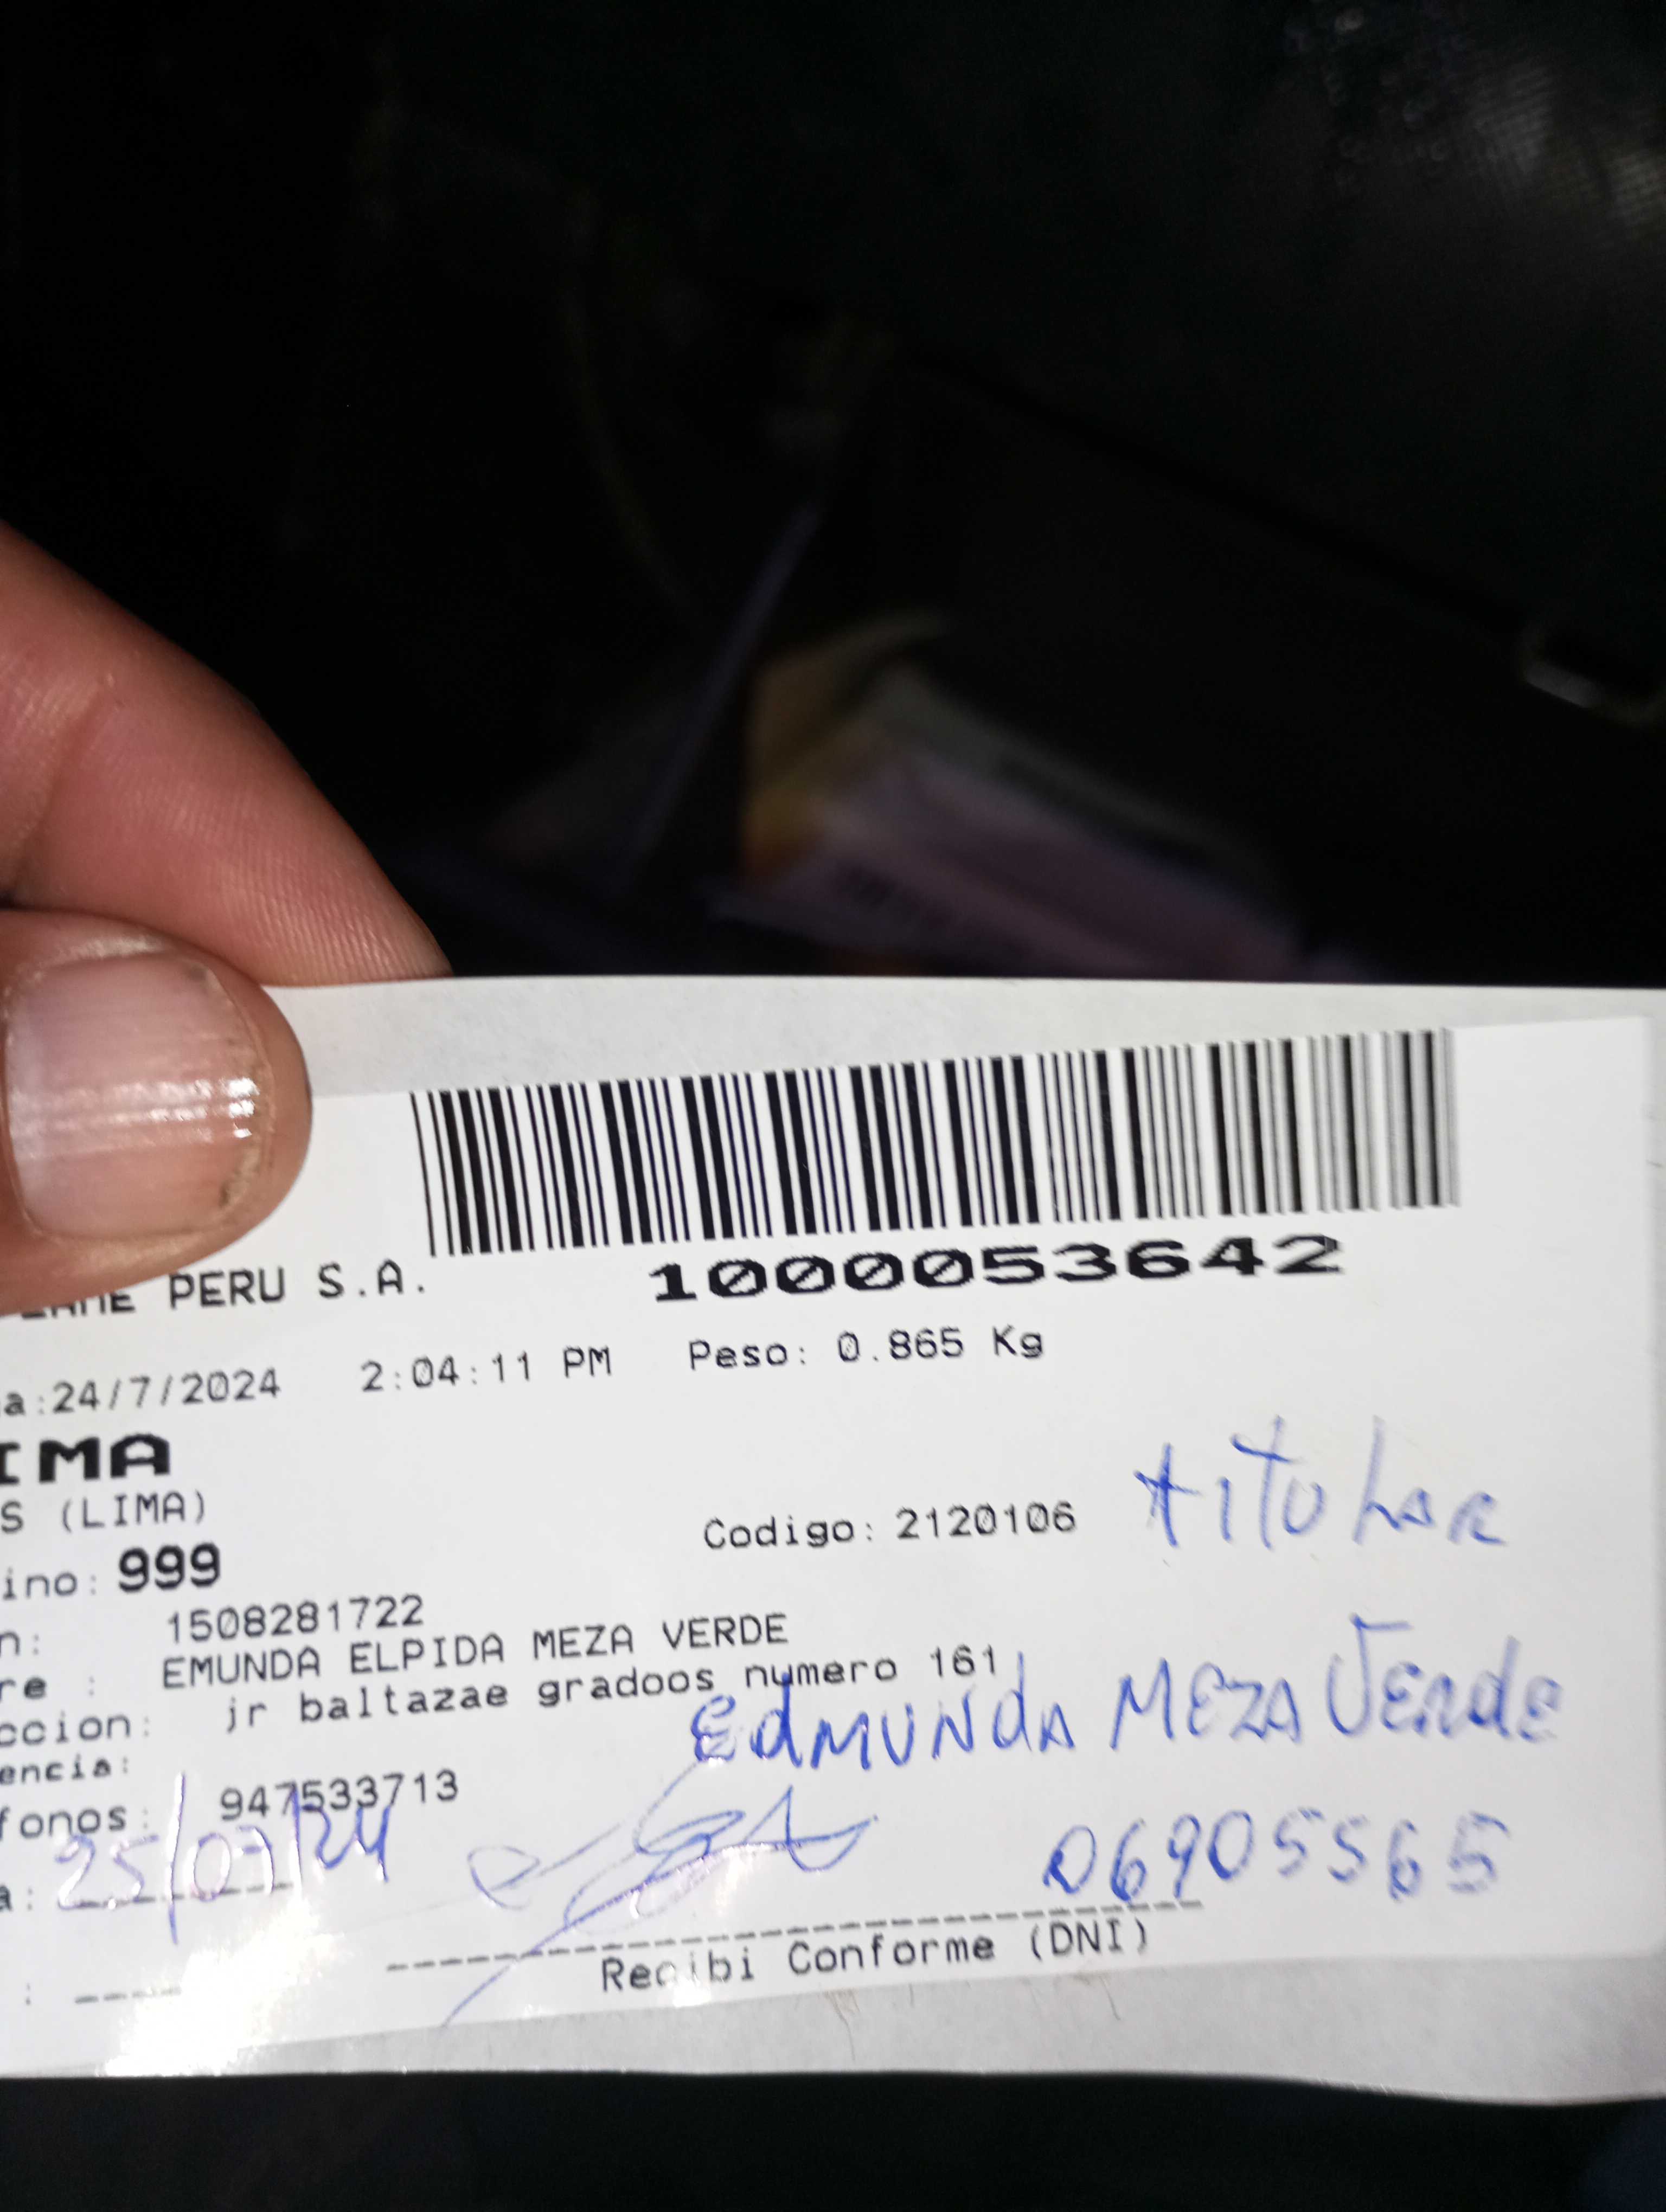 1000053642
PERU S.A.
a:24/7/2024 2:04:11 PM Peso: 0.865 Kg
IMA
S (LIMA)
Codigo: 2120106 titular
ino: 999
n: 1508281722
re : EMUNDA ELPIDA MEZA VERDE
ccion: jr baltazae gradoos numero 161
EdMUNdA MEZA VERdE
encia:
fonos: 947533713
a: 25/07/24
06905565
: ----
Recibi Conforme (DNI)